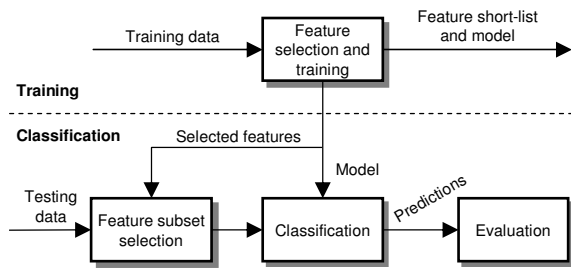 Training data
Feature
selection and
training
Feature short-list
and model
Training
Classification
Selected features
Model
Testing
data
Feature subset
selection
Classification
Predictions
Evaluation